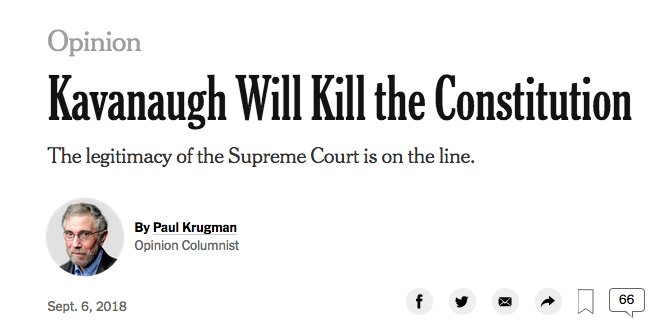 Opinion
Kavanaugh Will Kill the Constitution
The legitimacy of the Supreme Court is on the line.
By Paul Krugman
Opinion Columnist
Sept. 6, 2018
66